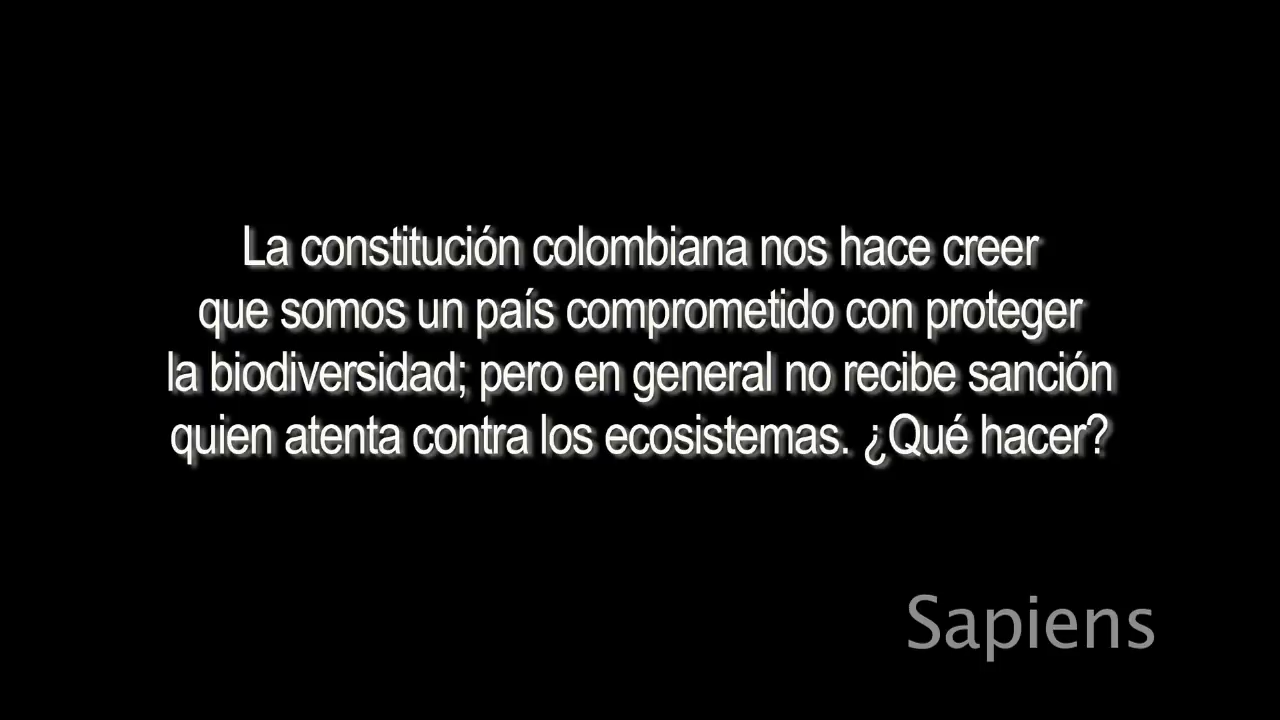 La constitución colombiana nos hace creer
que somos un país comprometido con proteger
la biodiversidad; pero en general no recibe sanción
quien atenta contra los ecosistemas. ¿Qué hacer?
Sapiens